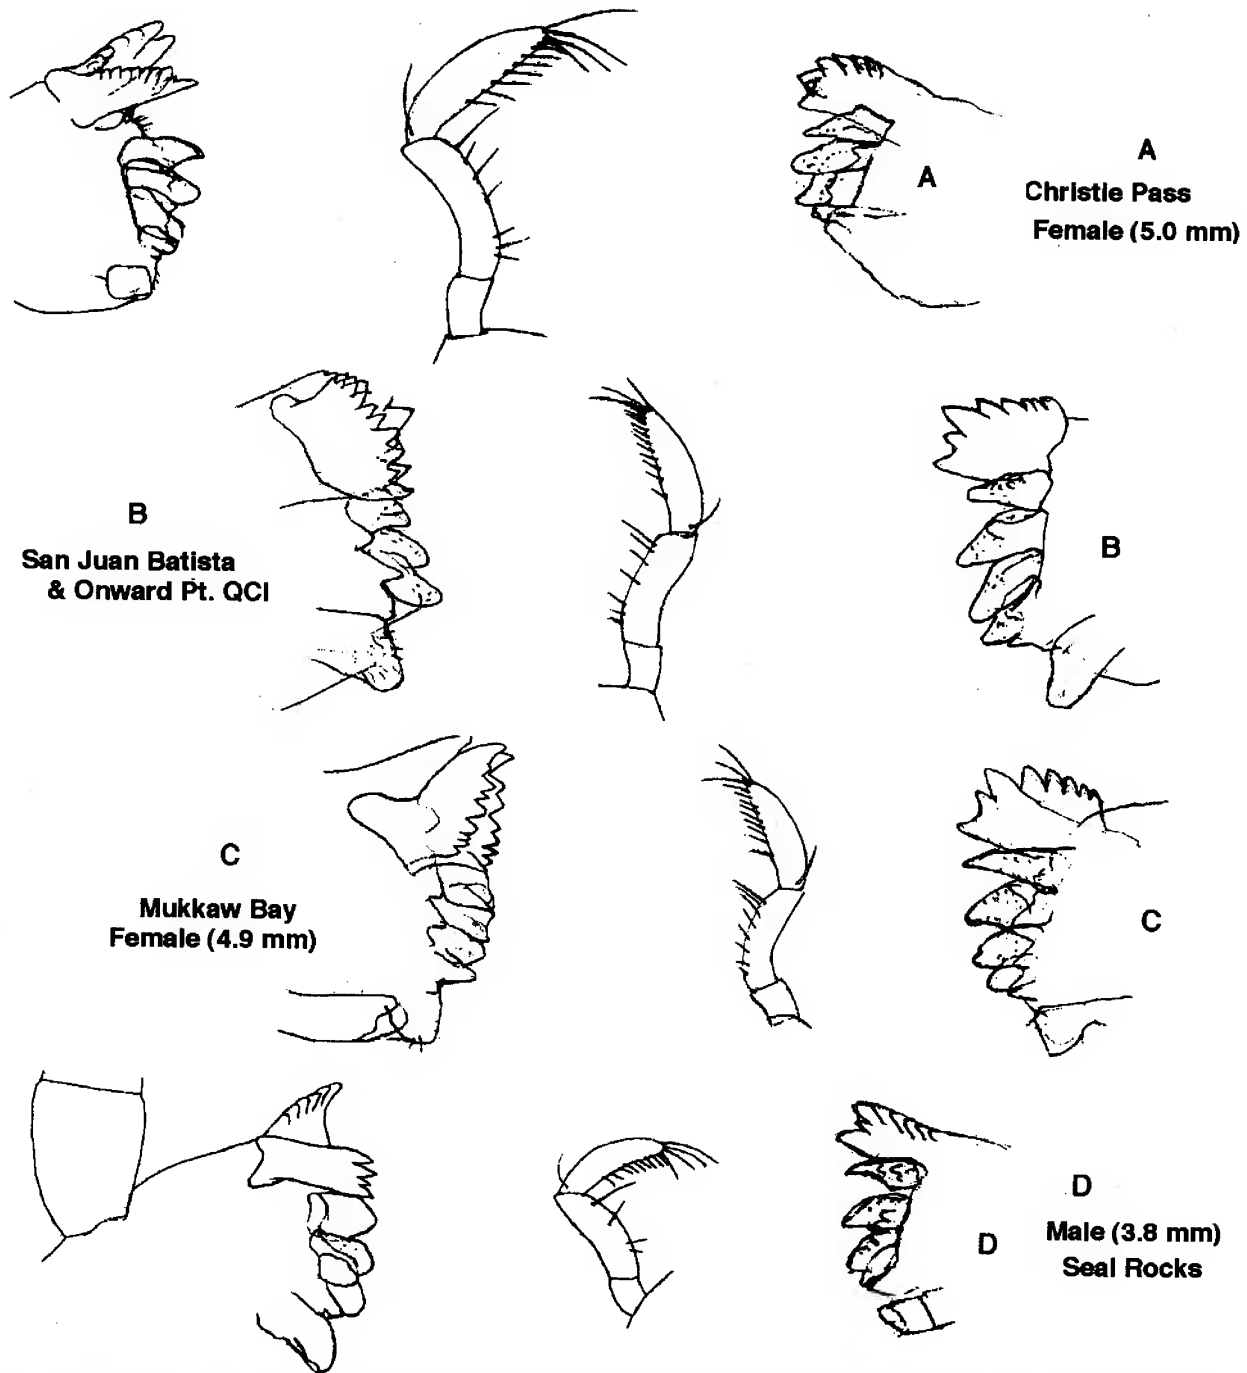 A
A
Christie Pass
Female (5.0 mm)
B
San Juan Batista
& Onward Pt. QCI
B
C
Mukkaw Bay
Female (4.9 mm)
C
D
D
Male (3.8 mm)
Seal Rocks